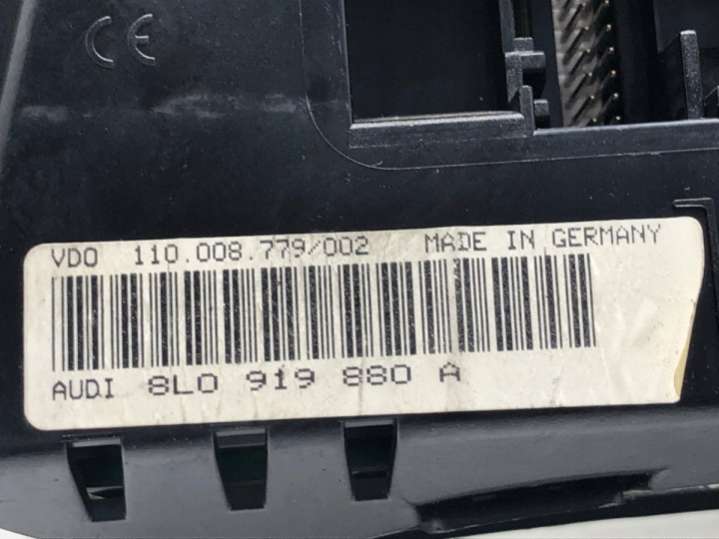 CE
VDO 110.008.779/002 MADE IN GERMANY
AUDI 8L0 919 880 A